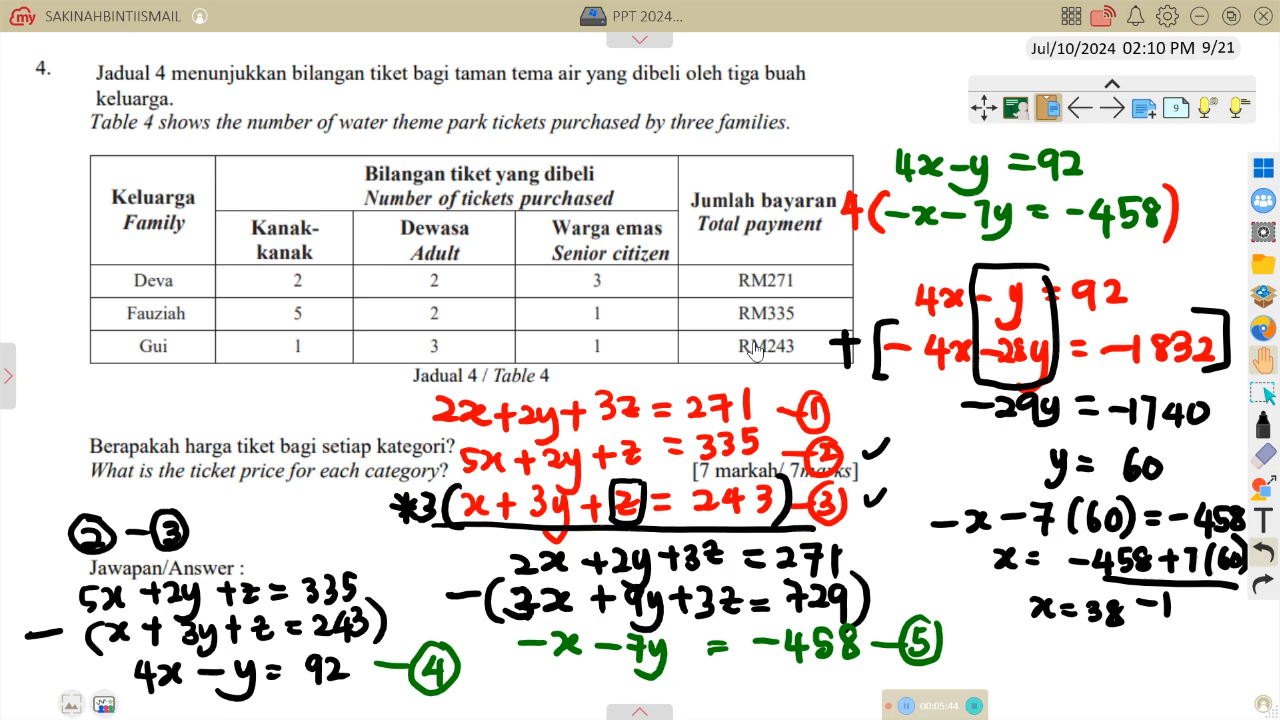 SAKINAHBINTIISMAIL
PPT 2024...
Jul/10/2024 02:10 PM 9/21
4.
Jadual 4 menunjukkan bilangan tiket bagi taman tema air yang dibeli oleh tiga buah
keluarga.
Table 4 shows the number of water theme park tickets purchased by three families.
Keluarga
Family
Bilangan tiket yang dibeli
Number of tickets purchased
Jumlah bayaran
Total payment
Kanak-
kanak
Dewasa
Adult
Warga emas
Senior citizen
Deva 2 2 3 RM271
Fauziah 5 2 1 RM335
Gui 1 3 1 RM243
Jadual 4 / Table 4
Berapakah harga tiket bagi setiap kategori?
What is the ticket price for each category?
[7 markah/ 7marks]
Jawapan/Answer :
2x+2y+3z = 271 - ①
5x+2y+z = 335 - ② ✓
*3(x + 3y + z = 243) - ③ ✓
② - ③
5x +2y +z = 335
- (x + 3y+z = 243)
4x - y = 92 - ④
2x +2y +3z = 271
-(3x + 9y+3z = 729)
-x - 7y = -458 - ⑤
4x - y = 92
4(-x - 7y = -458)
4x - y = 92
+ [- 4x - 28y = -1832]
-29y = -1740
y = 60
-x - 7(60) = -458
x = -458 + 7(60)
-1
x = 38
9
00:05:44